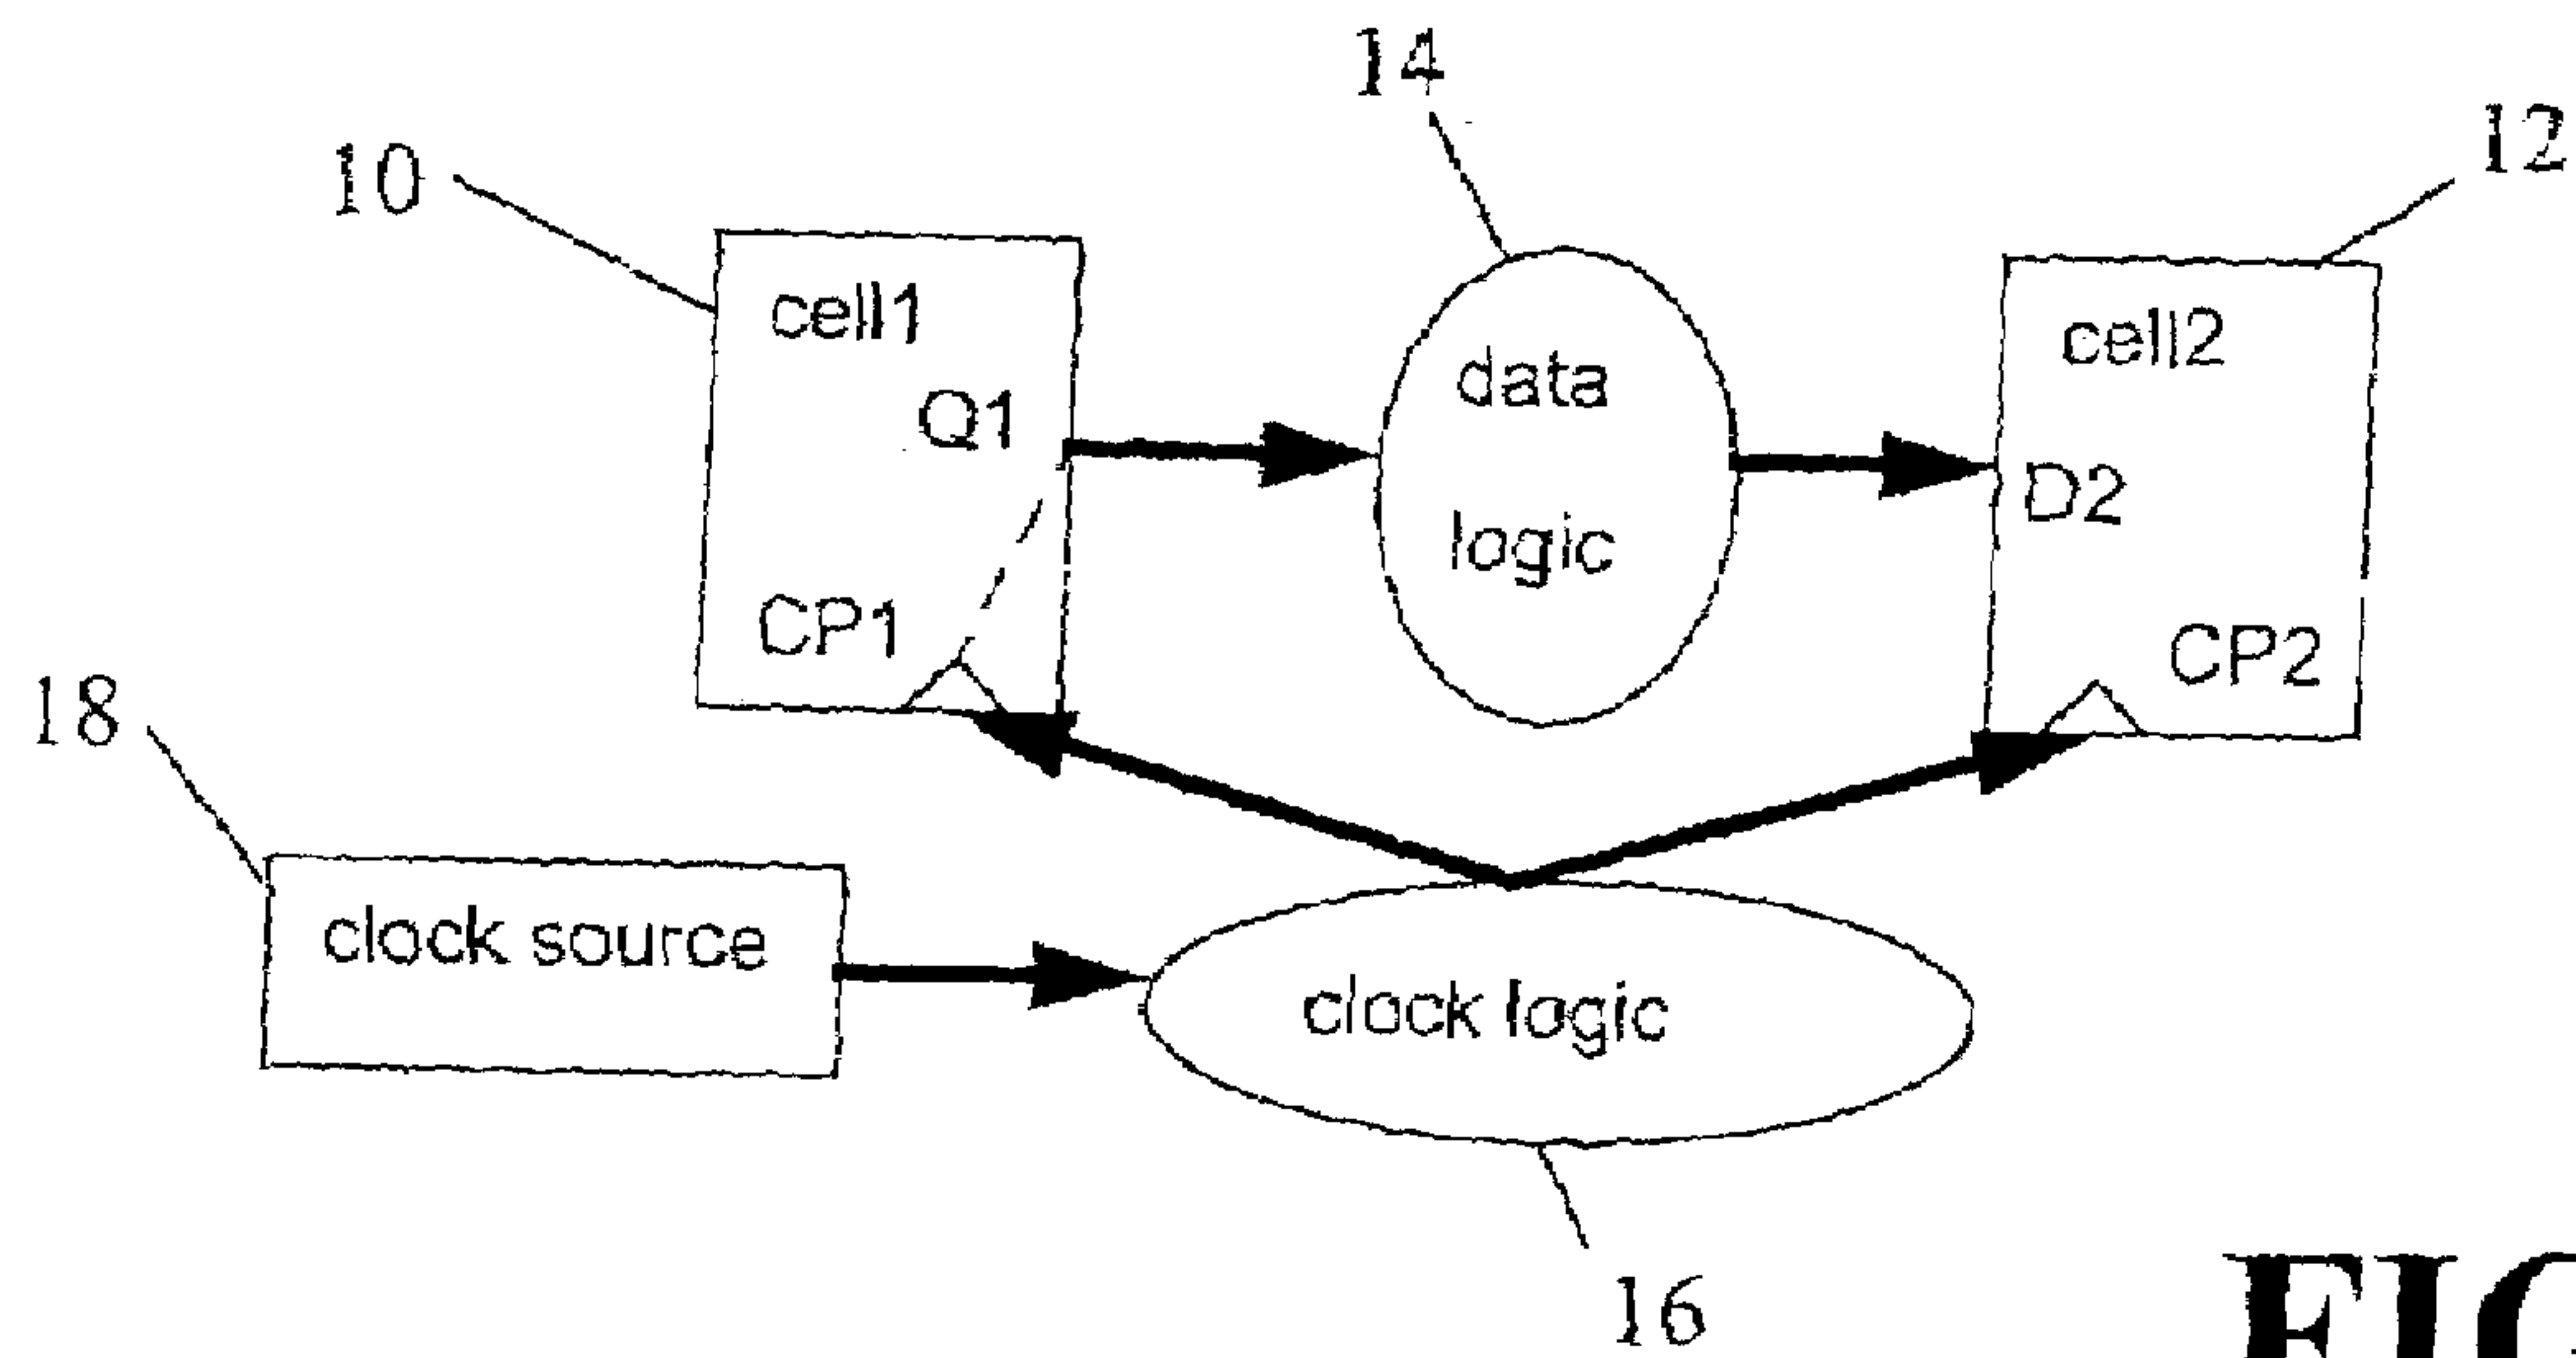 14
12
10
cell1
cell2
data
Q1
D2
logic
CP1
CP2
18
clock source
clock logic
16